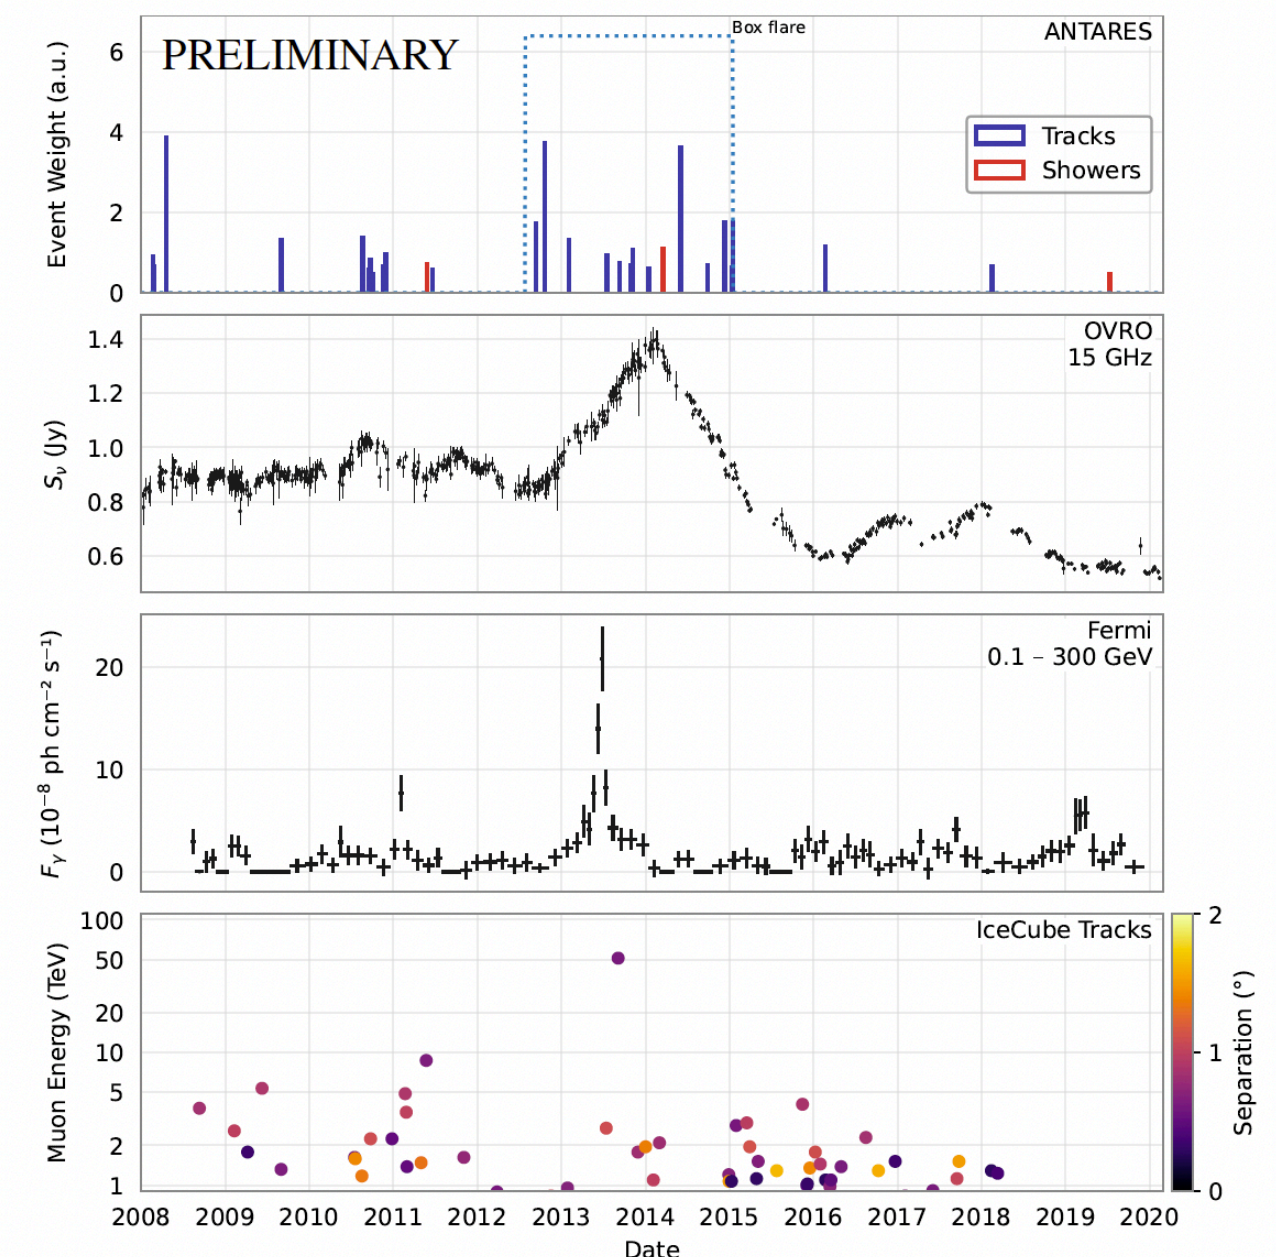 PRELIMINARY
Box flare
ANTARES
Tracks
Showers
Event Weight (a.u.)
6
4
2
0
OVRO
15 GHz
Sν (Jy)
1.4
1.2
1.0
0.8
0.6
Fermi
0.1 – 300 GeV
Fγ (10⁻⁸ ph cm⁻² s⁻¹)
20
10
0
IceCube Tracks
Muon Energy (TeV)
100
50
20
10
5
2
1
2
1
0
Separation (°)
2008 2009 2010 2011 2012 2013 2014 2015 2016 2017 2018 2019 2020
Date